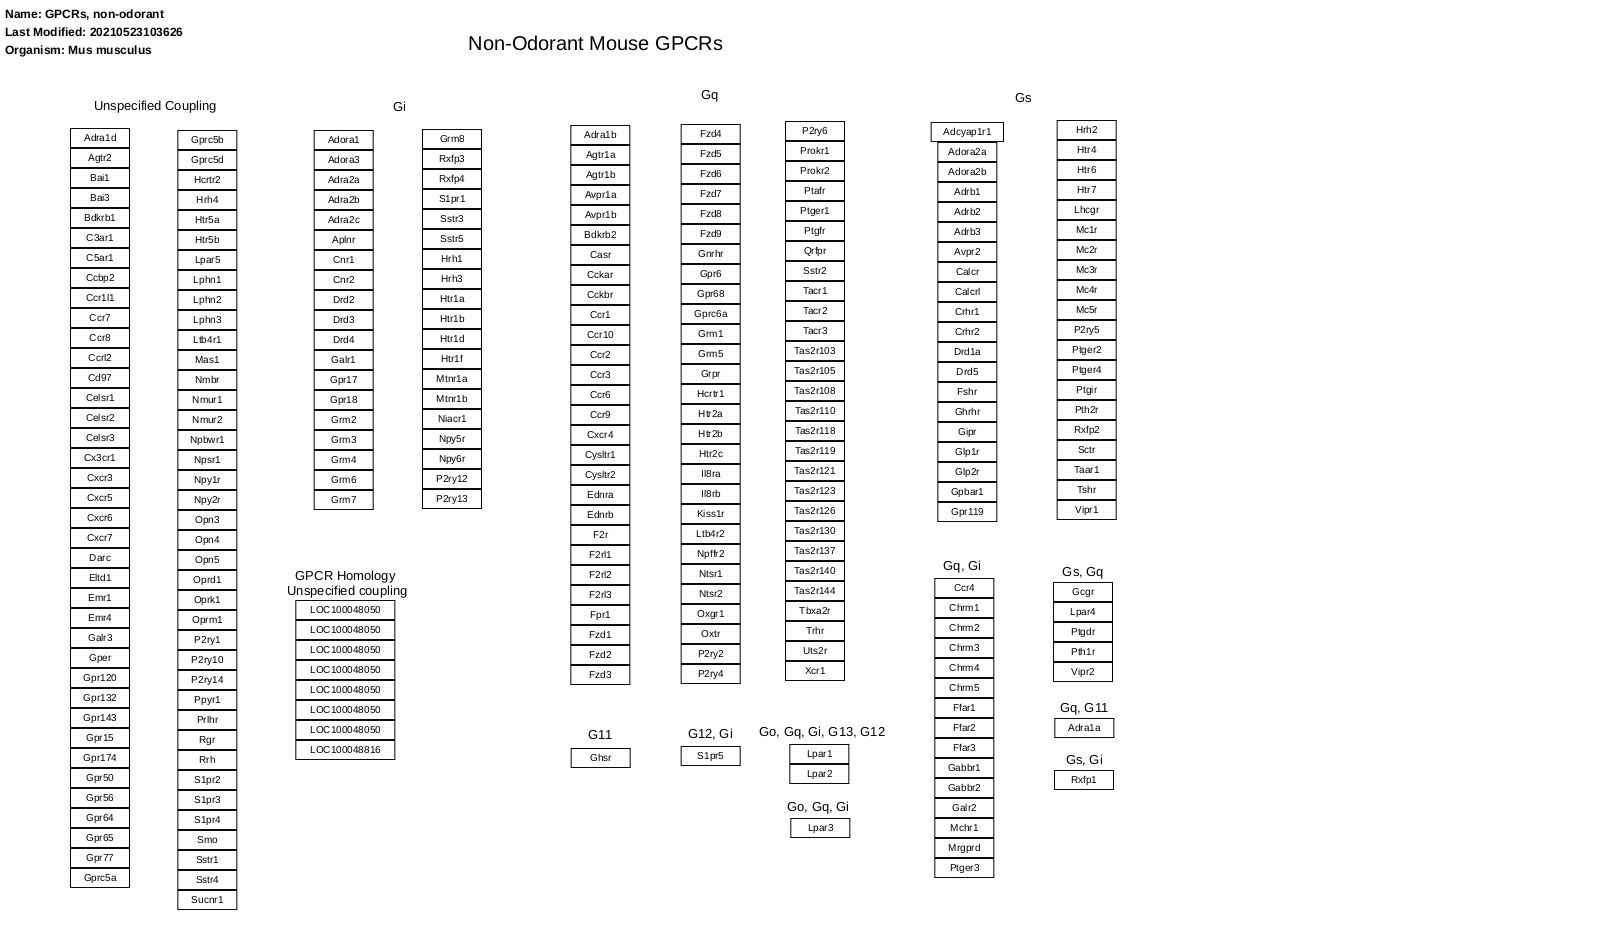 Name: GPCRs, non-odorant
Last Modified: 20210523103626
Organism: Mus musculus
Non-Odorant Mouse GPCRs
Unspecified Coupling
Adra1d
Agtr2
Bai1
Bai3
Bdkrb1
C3ar1
C5ar1
Ccbp2
Ccr1l1
Ccr7
Ccr8
Ccrl2
Cd97
Celsr1
Celsr2
Celsr3
Cx3cr1
Cxcr3
Cxcr5
Cxcr6
Cxcr7
Darc
Eltd1
Emr1
Emr4
Galr3
Gper
Gpr120
Gpr132
Gpr143
Gpr15
Gpr174
Gpr50
Gpr56
Gpr64
Gpr65
Gpr77
Gprc5a
Gprc5b
Gprc5d
Hcrtr2
Hrh4
Htr5a
Htr5b
Lpar5
Lphn1
Lphn2
Lphn3
Ltb4r1
Mas1
Nmbr
Nmur1
Nmur2
Npbwr1
Npsr1
Npy1r
Npy2r
Opn3
Opn4
Opn5
Oprd1
Oprk1
Oprm1
P2ry1
P2ry10
P2ry14
Ppyr1
Prlhr
Rgr
Rrh
S1pr2
S1pr3
S1pr4
Smo
Sstr1
Sstr4
Sucnr1
Gi
Adora1
Adora3
Adra2a
Adra2b
Adra2c
Aplnr
Cnr1
Cnr2
Drd2
Drd3
Drd4
Galr1
Gpr17
Gpr18
Grm2
Grm3
Grm4
Grm6
Grm7
Grm8
Rxfp3
Rxfp4
S1pr1
Sstr3
Sstr5
Hrh1
Hrh3
Htr1a
Htr1b
Htr1d
Htr1f
Mtnr1a
Mtnr1b
Niacr1
Npy5r
Npy6r
P2ry12
P2ry13
GPCR Homology
Unspecified coupling
LOC100048050
LOC100048050
LOC100048050
LOC100048050
LOC100048050
LOC100048050
LOC100048050
LOC100048816
Gq
Adra1b
Agtr1a
Agtr1b
Avpr1a
Avpr1b
Bdkrb2
Casr
Cckar
Cckbr
Ccr1
Ccr10
Ccr2
Ccr3
Ccr6
Ccr9
Cxcr4
Cysltr1
Cysltr2
Ednra
Ednrb
F2r
F2rl1
F2rl2
F2rl3
Fpr1
Fzd1
Fzd2
Fzd3
Fzd4
Fzd5
Fzd6
Fzd7
Fzd8
Fzd9
Gnrhr
Gpr6
Gpr68
Gprc6a
Grm1
Grm5
Grpr
Hcrtr1
Htr2a
Htr2b
Htr2c
Il8ra
Il8rb
Kiss1r
Ltb4r2
Npffr2
Ntsr1
Ntsr2
Oxgr1
Oxtr
P2ry2
P2ry4
P2ry6
Prokr1
Prokr2
Ptafr
Ptger1
Ptgfr
Qrfpr
Sstr2
Tacr1
Tacr2
Tacr3
Tas2r103
Tas2r105
Tas2r108
Tas2r110
Tas2r118
Tas2r119
Tas2r121
Tas2r123
Tas2r126
Tas2r130
Tas2r137
Tas2r140
Tas2r144
Tbxa2r
Trhr
Uts2r
Xcr1
G11
Ghsr
G12, Gi
S1pr5
Go, Gq, Gi, G13, G12
Lpar1
Lpar2
Go, Gq, Gi
Lpar3
Gs
Adcyap1r1
Adora2a
Adora2b
Adrb1
Adrb2
Adrb3
Avpr2
Calcr
Calcrl
Crhr1
Crhr2
Drd1a
Drd5
Fshr
Ghrhr
Gipr
Glp1r
Glp2r
Gpbar1
Gpr119
Hrh2
Htr4
Htr6
Htr7
Lhcgr
Mc1r
Mc2r
Mc3r
Mc4r
Mc5r
P2ry5
Ptger2
Ptger4
Ptgir
Pth2r
Rxfp2
Sctr
Taar1
Tshr
Vipr1
Gq, Gi
Ccr4
Chrm1
Chrm2
Chrm3
Chrm4
Chrm5
Ffar1
Ffar2
Ffar3
Gabbr1
Gabbr2
Galr2
Mchr1
Mrgprd
Ptger3
Gs, Gq
Gcgr
Lpar4
Ptgdr
Pth1r
Vipr2
Gq, G11
Adra1a
Gs, Gi
Rxfp1